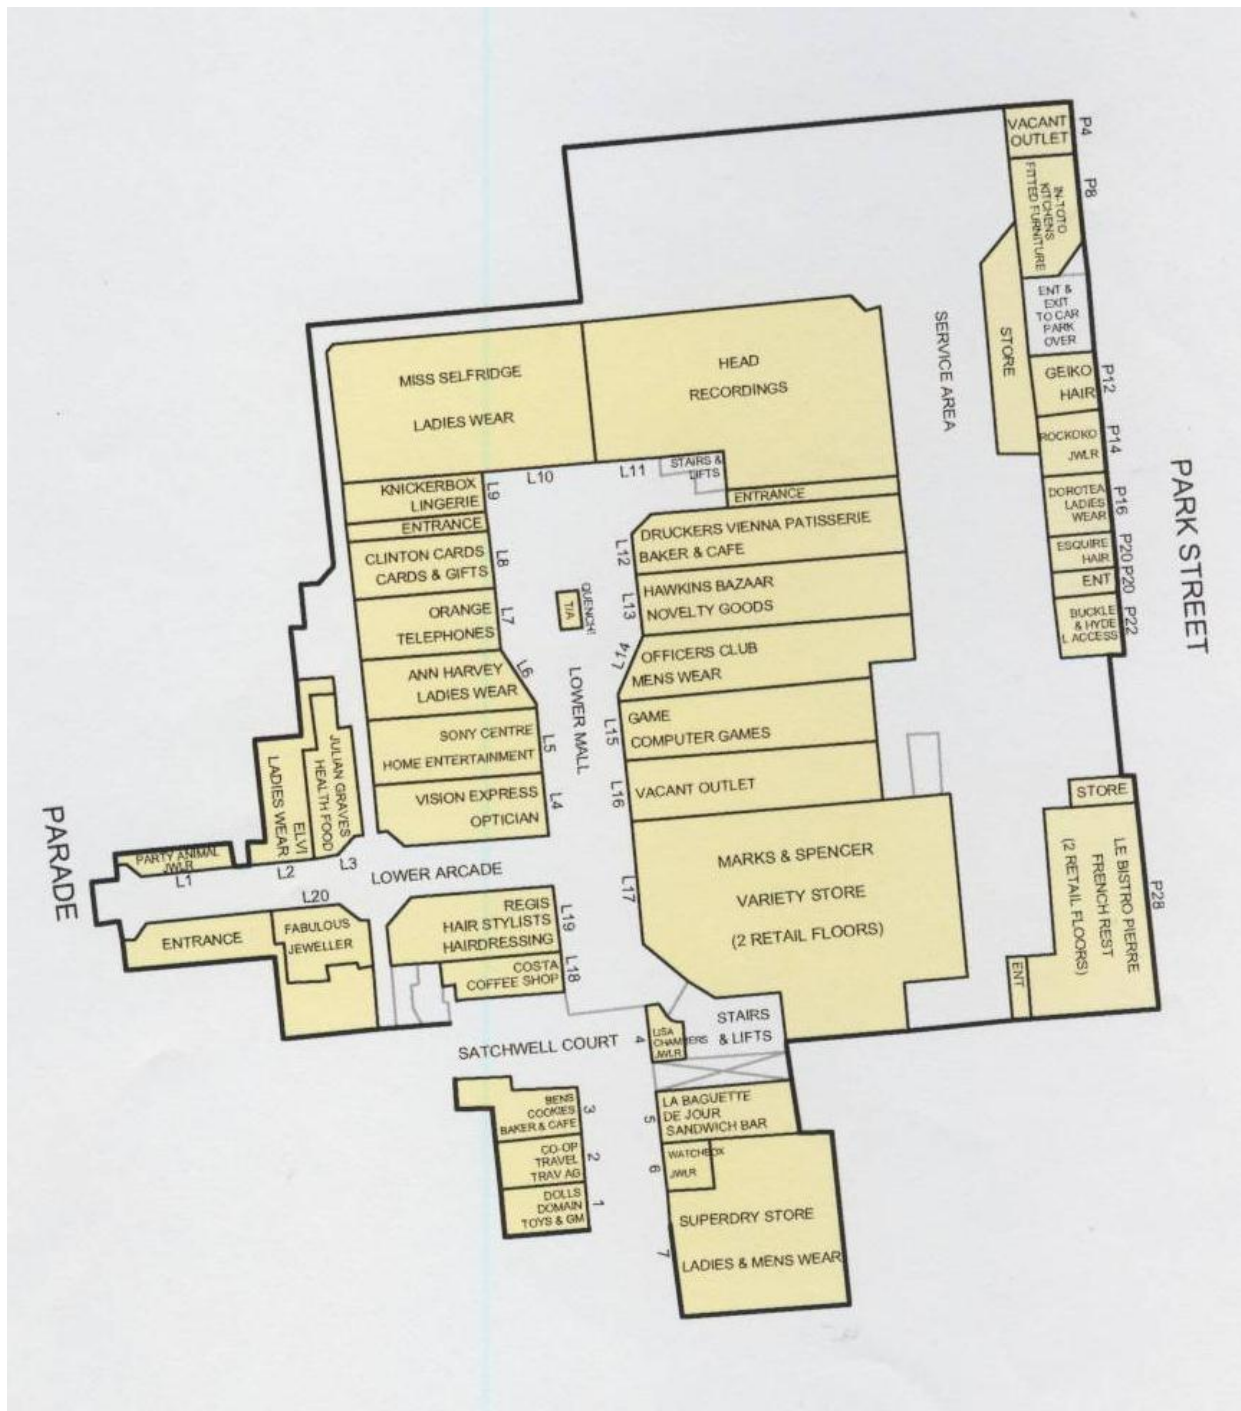 VACANT
OUTLET
P4
IN-TOTO
KITCHENS
FITTED FURNITURE
P8
ENT &
EXIT
TO CAR
PARK
OVER
STORE
SERVICE AREA
GEIKO
HAIR
P12
ROCKOKO
JWLR
P14
DOROTEA
LADIES
WEAR
P16
ESQUIRE
HAIR
P20
ENT
P20
BUCKLE
& HYDE
L ACCESS
P22
PARK STREET
MISS SELFRIDGE
LADIES WEAR
HEAD
RECORDINGS
L10
L11
STAIRS &
LIFTS
ENTRANCE
KNICKERBOX
LINGERIE
L9
ENTRANCE
CLINTON CARDS
CARDS & GIFTS
L8
ORANGE
TELEPHONES
L7
ANN HARVEY
LADIES WEAR
L6
SONY CENTRE
HOME ENTERTAINMENT
L5
VISION EXPRESS
OPTICIAN
L4
QUENCH!
T/A
LOWER MALL
DRUCKERS VIENNA PATISSERIE
BAKER & CAFE
L12
HAWKINS BAZAAR
NOVELTY GOODS
L13
OFFICERS CLUB
MENS WEAR
L14
GAME
COMPUTER GAMES
L15
VACANT OUTLET
L16
MARKS & SPENCER
VARIETY STORE
(2 RETAIL FLOORS)
L17
STORE
LE BISTRO PIERRE
FRENCH REST
(2 RETAIL FLOORS)
P28
ENT
JULIAN GRAVES
HEALTH FOOD
L3
ELVI
LADIES WEAR
L2
PARTY ANIMAL
JWLR
L1
PARADE
LOWER ARCADE
L20
ENTRANCE
FABULOUS
JEWELLER
REGIS
HAIR STYLISTS
HAIRDRESSING
L19
COSTA
COFFEE SHOP
L18
SATCHWELL COURT
STAIRS
& LIFTS
LISA
CHAMBERS
JWLR
4
LA BAGUETTE
DE JOUR
SANDWICH BAR
5
WATCHBOX
JWLR
6
SUPERDRY STORE
LADIES & MENS WEAR
7
BENS
COOKIES
BAKER & CAFE
3
CO-OP
TRAVEL
TRAV AG
2
DOLLS
DOMAIN
TOYS & GM
1